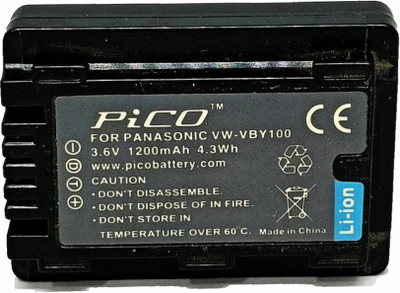 PiCO™
FOR PANASONIC VW-VBY100
3.6V 1200mAh 4.3Wh
www.picobattery.com
CAUTION:
- DON'T DISASSEMBLE.
- DON'T DISPOSE OF IN FIRE.
- DON'T STORE IN
TEMPERATURE OVER 60℃.
Made in China
CE
Li-ion